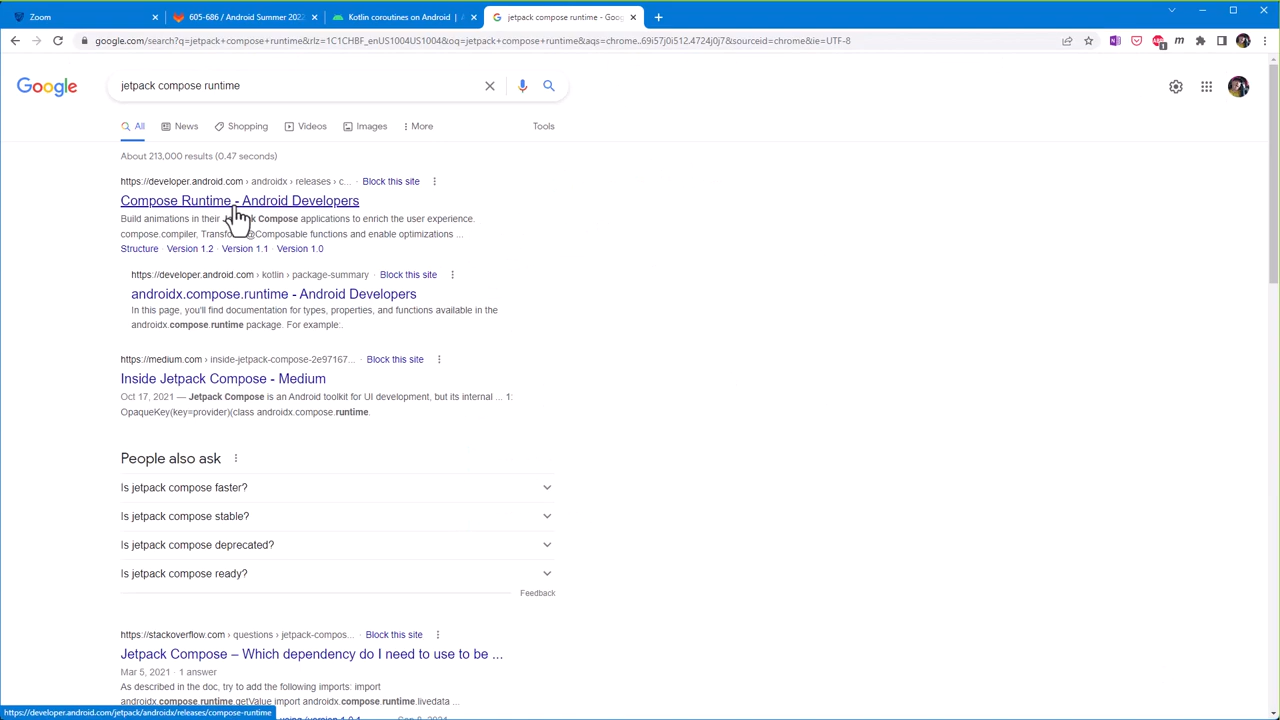 Zoom
605-686 / Android Summer 2022
Kotlin coroutines on Android |
jetpack compose runtime - Goog
google.com/search?q=jetpack+compose+runtime&rlz=1C1CHBF_enUS1004US1004&oq=jetpack+compose+runtime&aqs=chrome..69i57j0i512.4724j0j7&sourceid=chrome&ie=UTF-8
Google
jetpack compose runtime
All
News
Shopping
Videos
Images
More
Tools
About 213,000 results (0.47 seconds)
https://developer.android.com › androidx › releases › c... · Block this site
Compose Runtime - Android Developers
Build animations in their Compose applications to enrich the user experience.
compose.compiler, @Composable functions and enable optimizations ...
Structure · Version 1.2 · Version 1.1 · Version 1.0
https://developer.android.com › kotlin › package-summary · Block this site
androidx.compose.runtime - Android Developers
In this page, you'll find documentation for types, properties, and functions available in the
androidx.compose.runtime package. For example:.
https://medium.com › inside-jetpack-compose-2e97167... · Block this site
Inside Jetpack Compose - Medium
Oct 17, 2021 — Jetpack Compose is an Android toolkit for UI development, but its internal ... 1:
OpaqueKey(key=provider)(class androidx.compose.runtime.
People also ask
Is jetpack compose faster?
Is jetpack compose stable?
Is jetpack compose deprecated?
Is jetpack compose ready?
Feedback
https://stackoverflow.com › questions › jetpack-compos... · Block this site
Jetpack Compose – Which dependency do I need to use to be ...
Mar 5, 2021 · 1 answer
As described in the doc, try to add the following imports: import
androidx.compose.runtime.getValue import androidx.compose.runtime.livedata ...
https://developer.android.com/jetpack/androidx/releases/compose-runtime